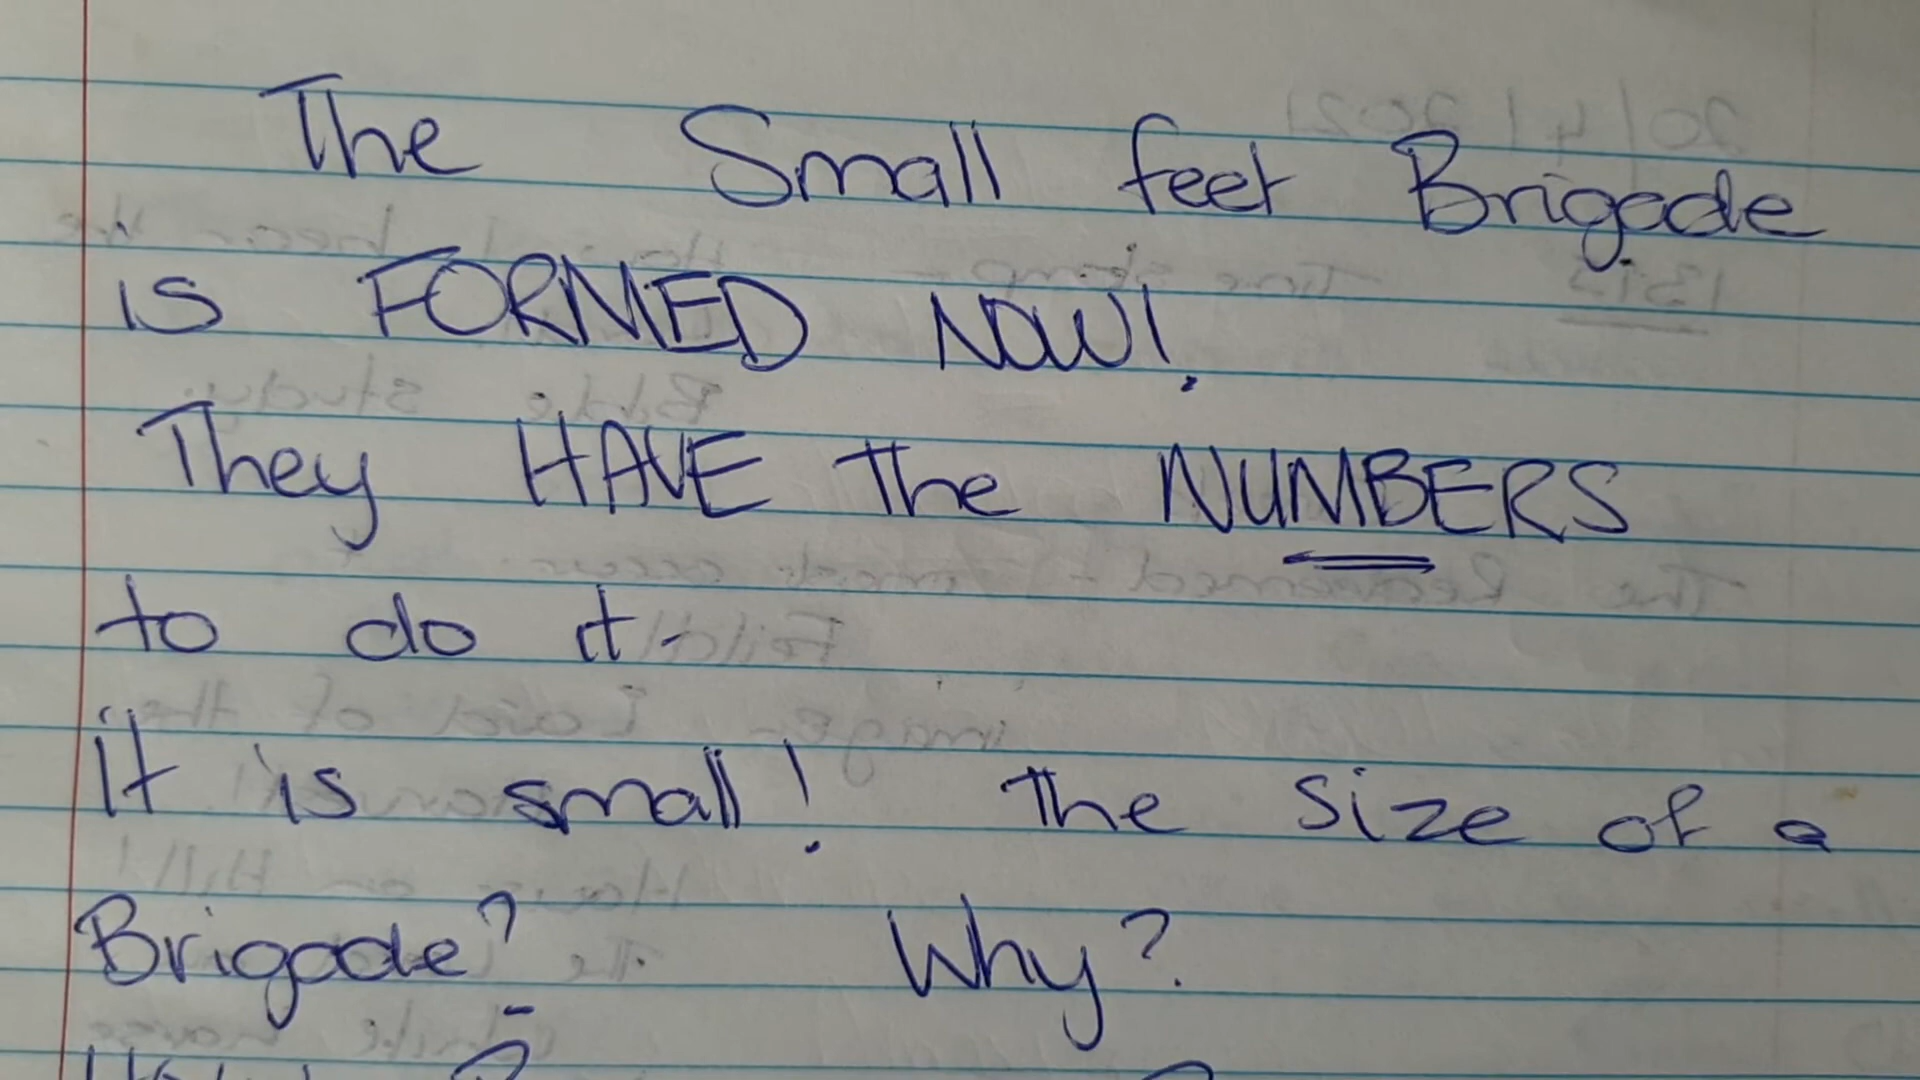 The Small feet Brigade
is FORMED NOW!
They HAVE the NUMBERS
to do it-
it is small! the size of a
Brigade? Why?